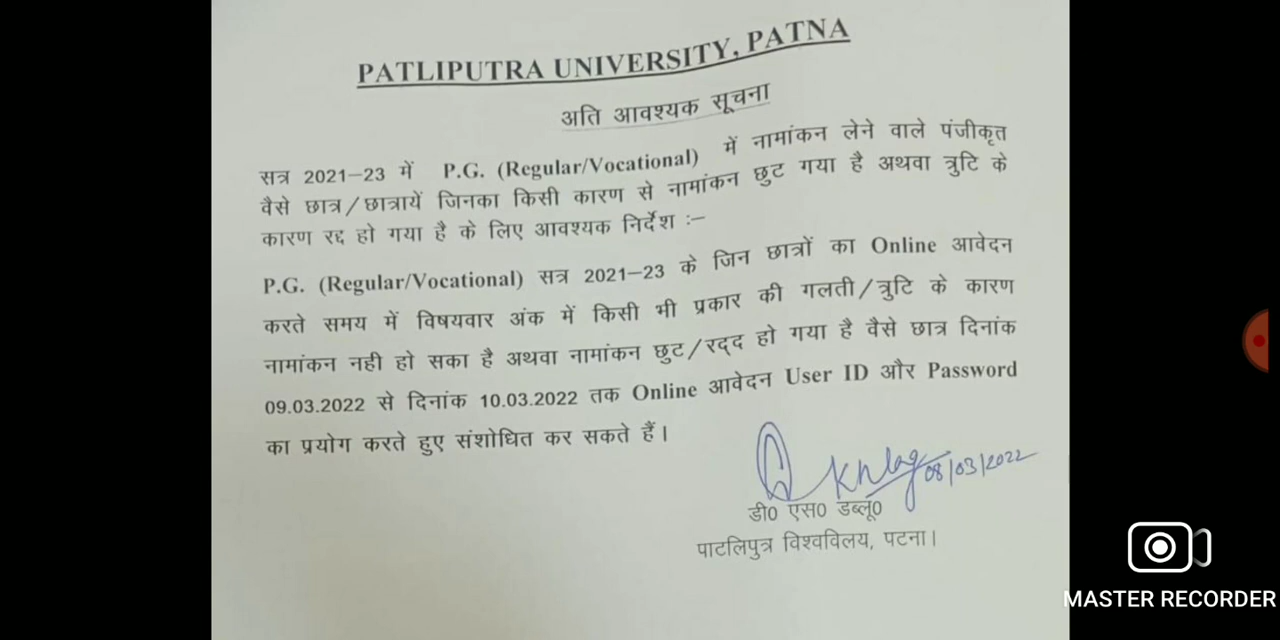 PATLIPUTRA UNIVERSITY, PATNA
अति आवश्यक सूचना
सत्र 2021–23 में P.G. (Regular/Vocational) में नामांकन लेने वाले पंजीकृत
वैसे छात्र/छात्रायें जिनका किसी कारण से नामांकन छुट गया है अथवा त्रुटि के
कारण रद्द हो गया है के लिए आवश्यक निर्देश :–
P.G. (Regular/Vocational) सत्र 2021–23 के जिन छात्रों का Online आवेदन
करते समय में विषयवार अंक में किसी भी प्रकार की गलती/त्रुटि के कारण
नामांकन नही हो सका है अथवा नामांकन छुट/रद्द हो गया है वैसे छात्र दिनांक
09.03.2022 से दिनांक 10.03.2022 तक Online आवेदन User ID और Password
का प्रयोग करते हुए संशोधित कर सकते हैं।
08/03/2022
डी0 एस0 डब्लू0
पाटलिपुत्र विश्वविलय, पटना।
MASTER RECORDER